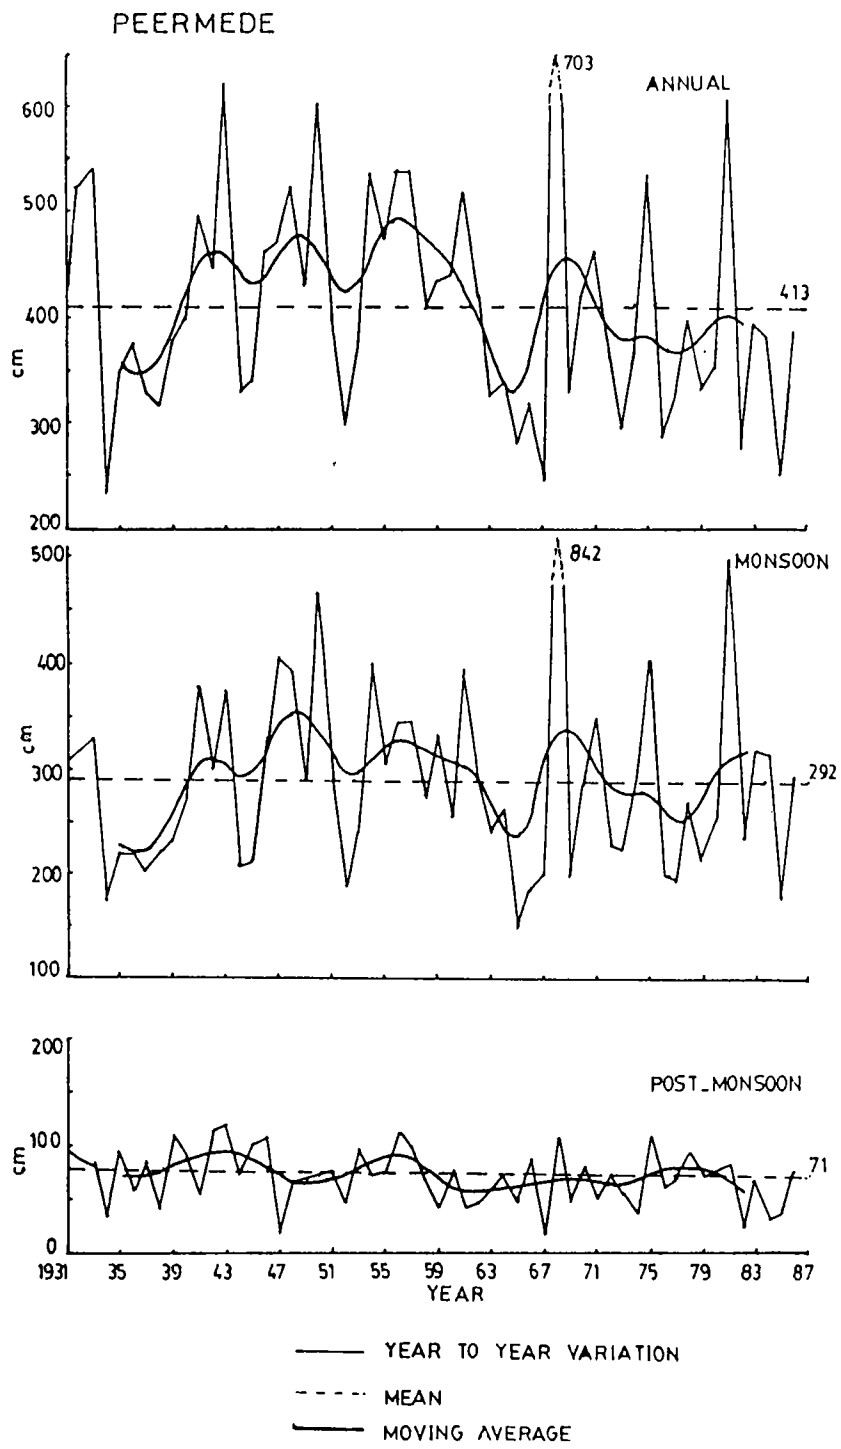 PEERMEDE
703
ANNUAL
600
500
413
400
cm
300
200
500
842
MONSOON
400
cm
300
292
200
100
200
POST_MONSOON
100
cm
71
0
1931 35 39 43 47 51 55 59 63 67 71 75 79 83 87
YEAR
YEAR TO YEAR VARIATION
MEAN
MOVING AVERAGE